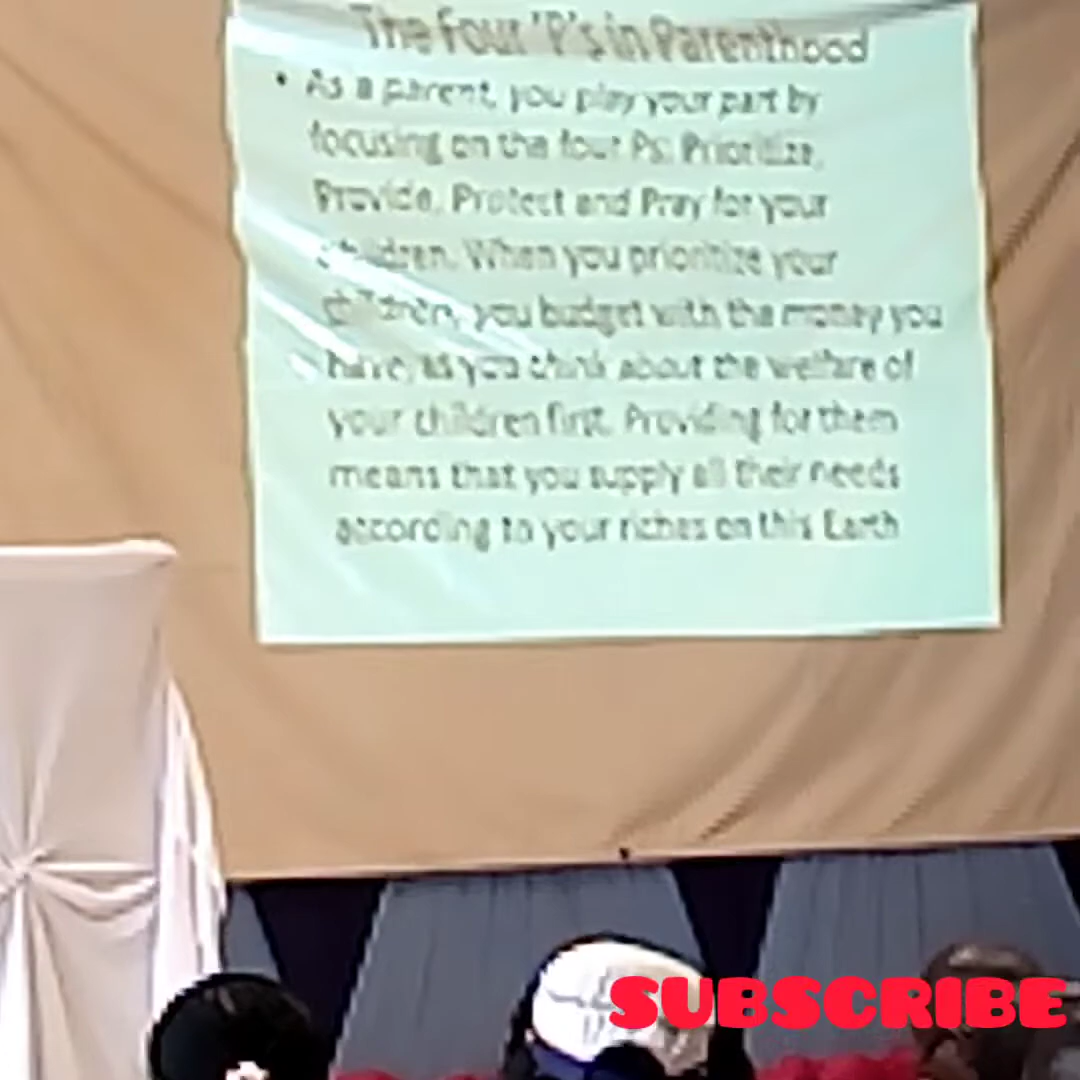 The Four 'P's in Parenthood
• As a parent, you play your part by
focusing on the four Ps: Prioritize,
Provide, Protect and Pray for your
children. When you prioritize your
children, you budget with the money you
have, as you think about the welfare of
your children first. Providing for them
means that you supply all their needs
according to your riches on this Earth
SUBSCRIBE